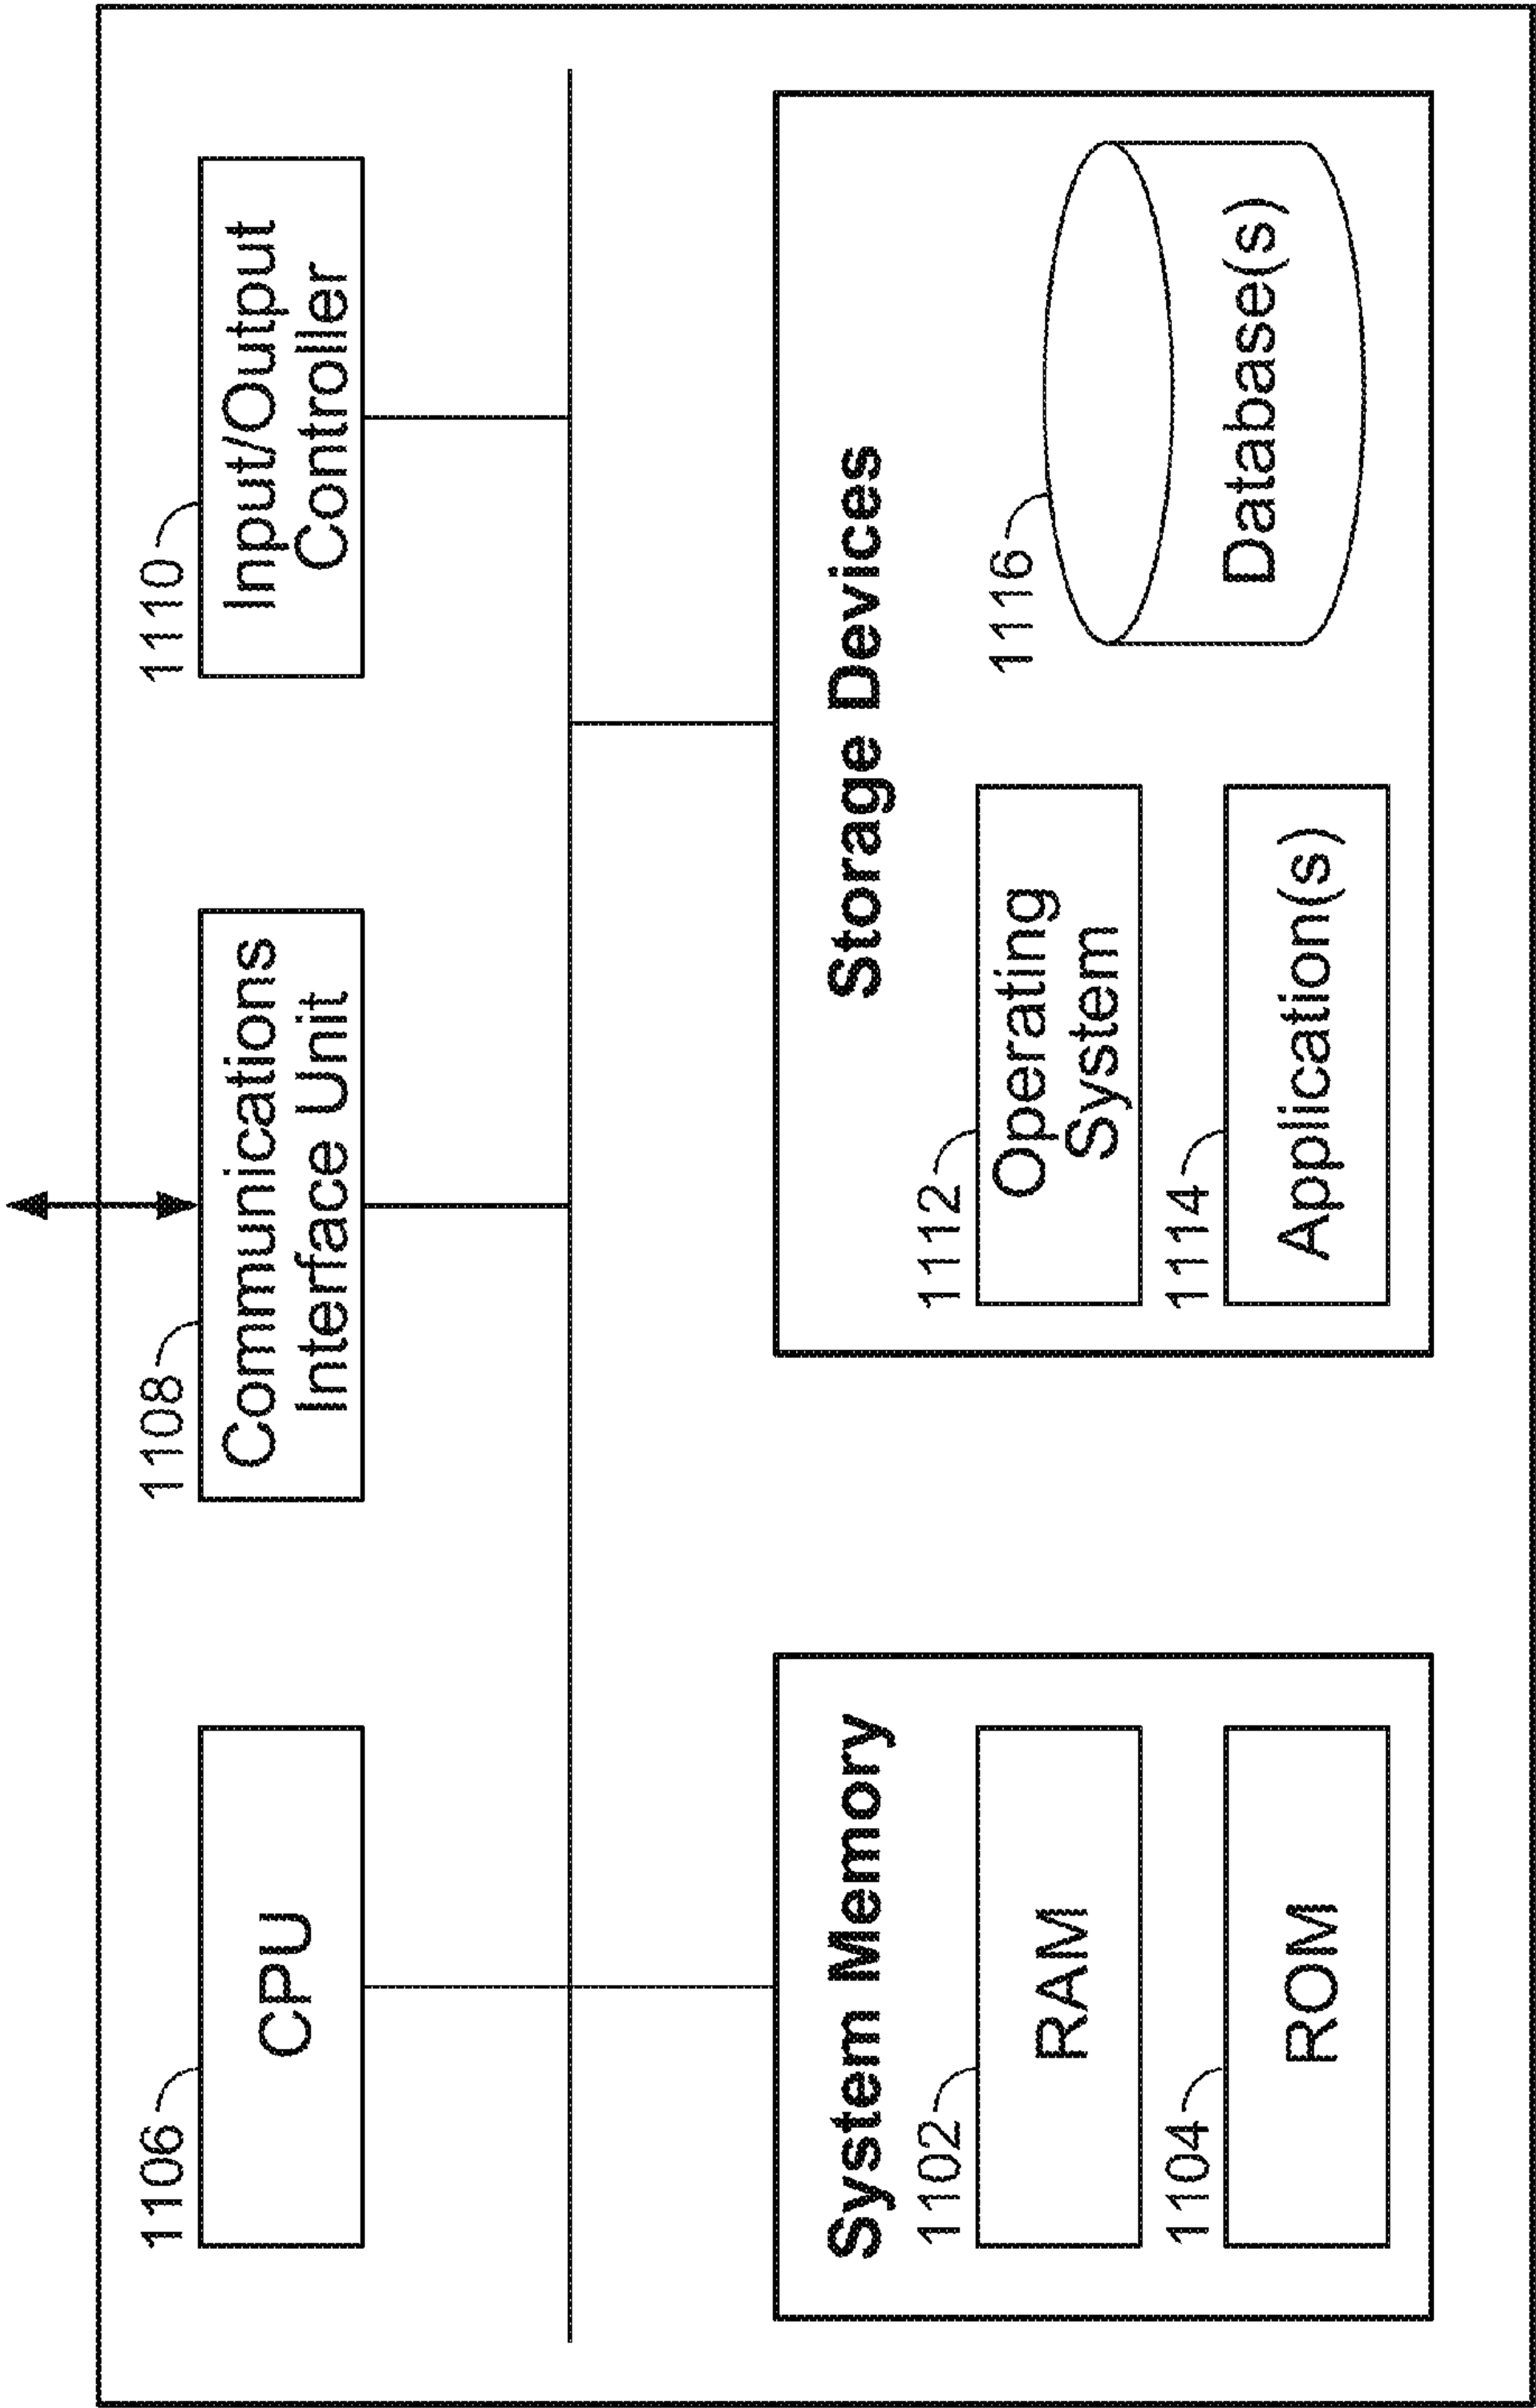 1106
CPU
1108
Communications
Interface Unit
1110
Input/Output
Controller
System Memory
1102
RAM
1104
ROM
Storage Devices
1112
Operating
System
1114
Application(s)
1116
Database(s)